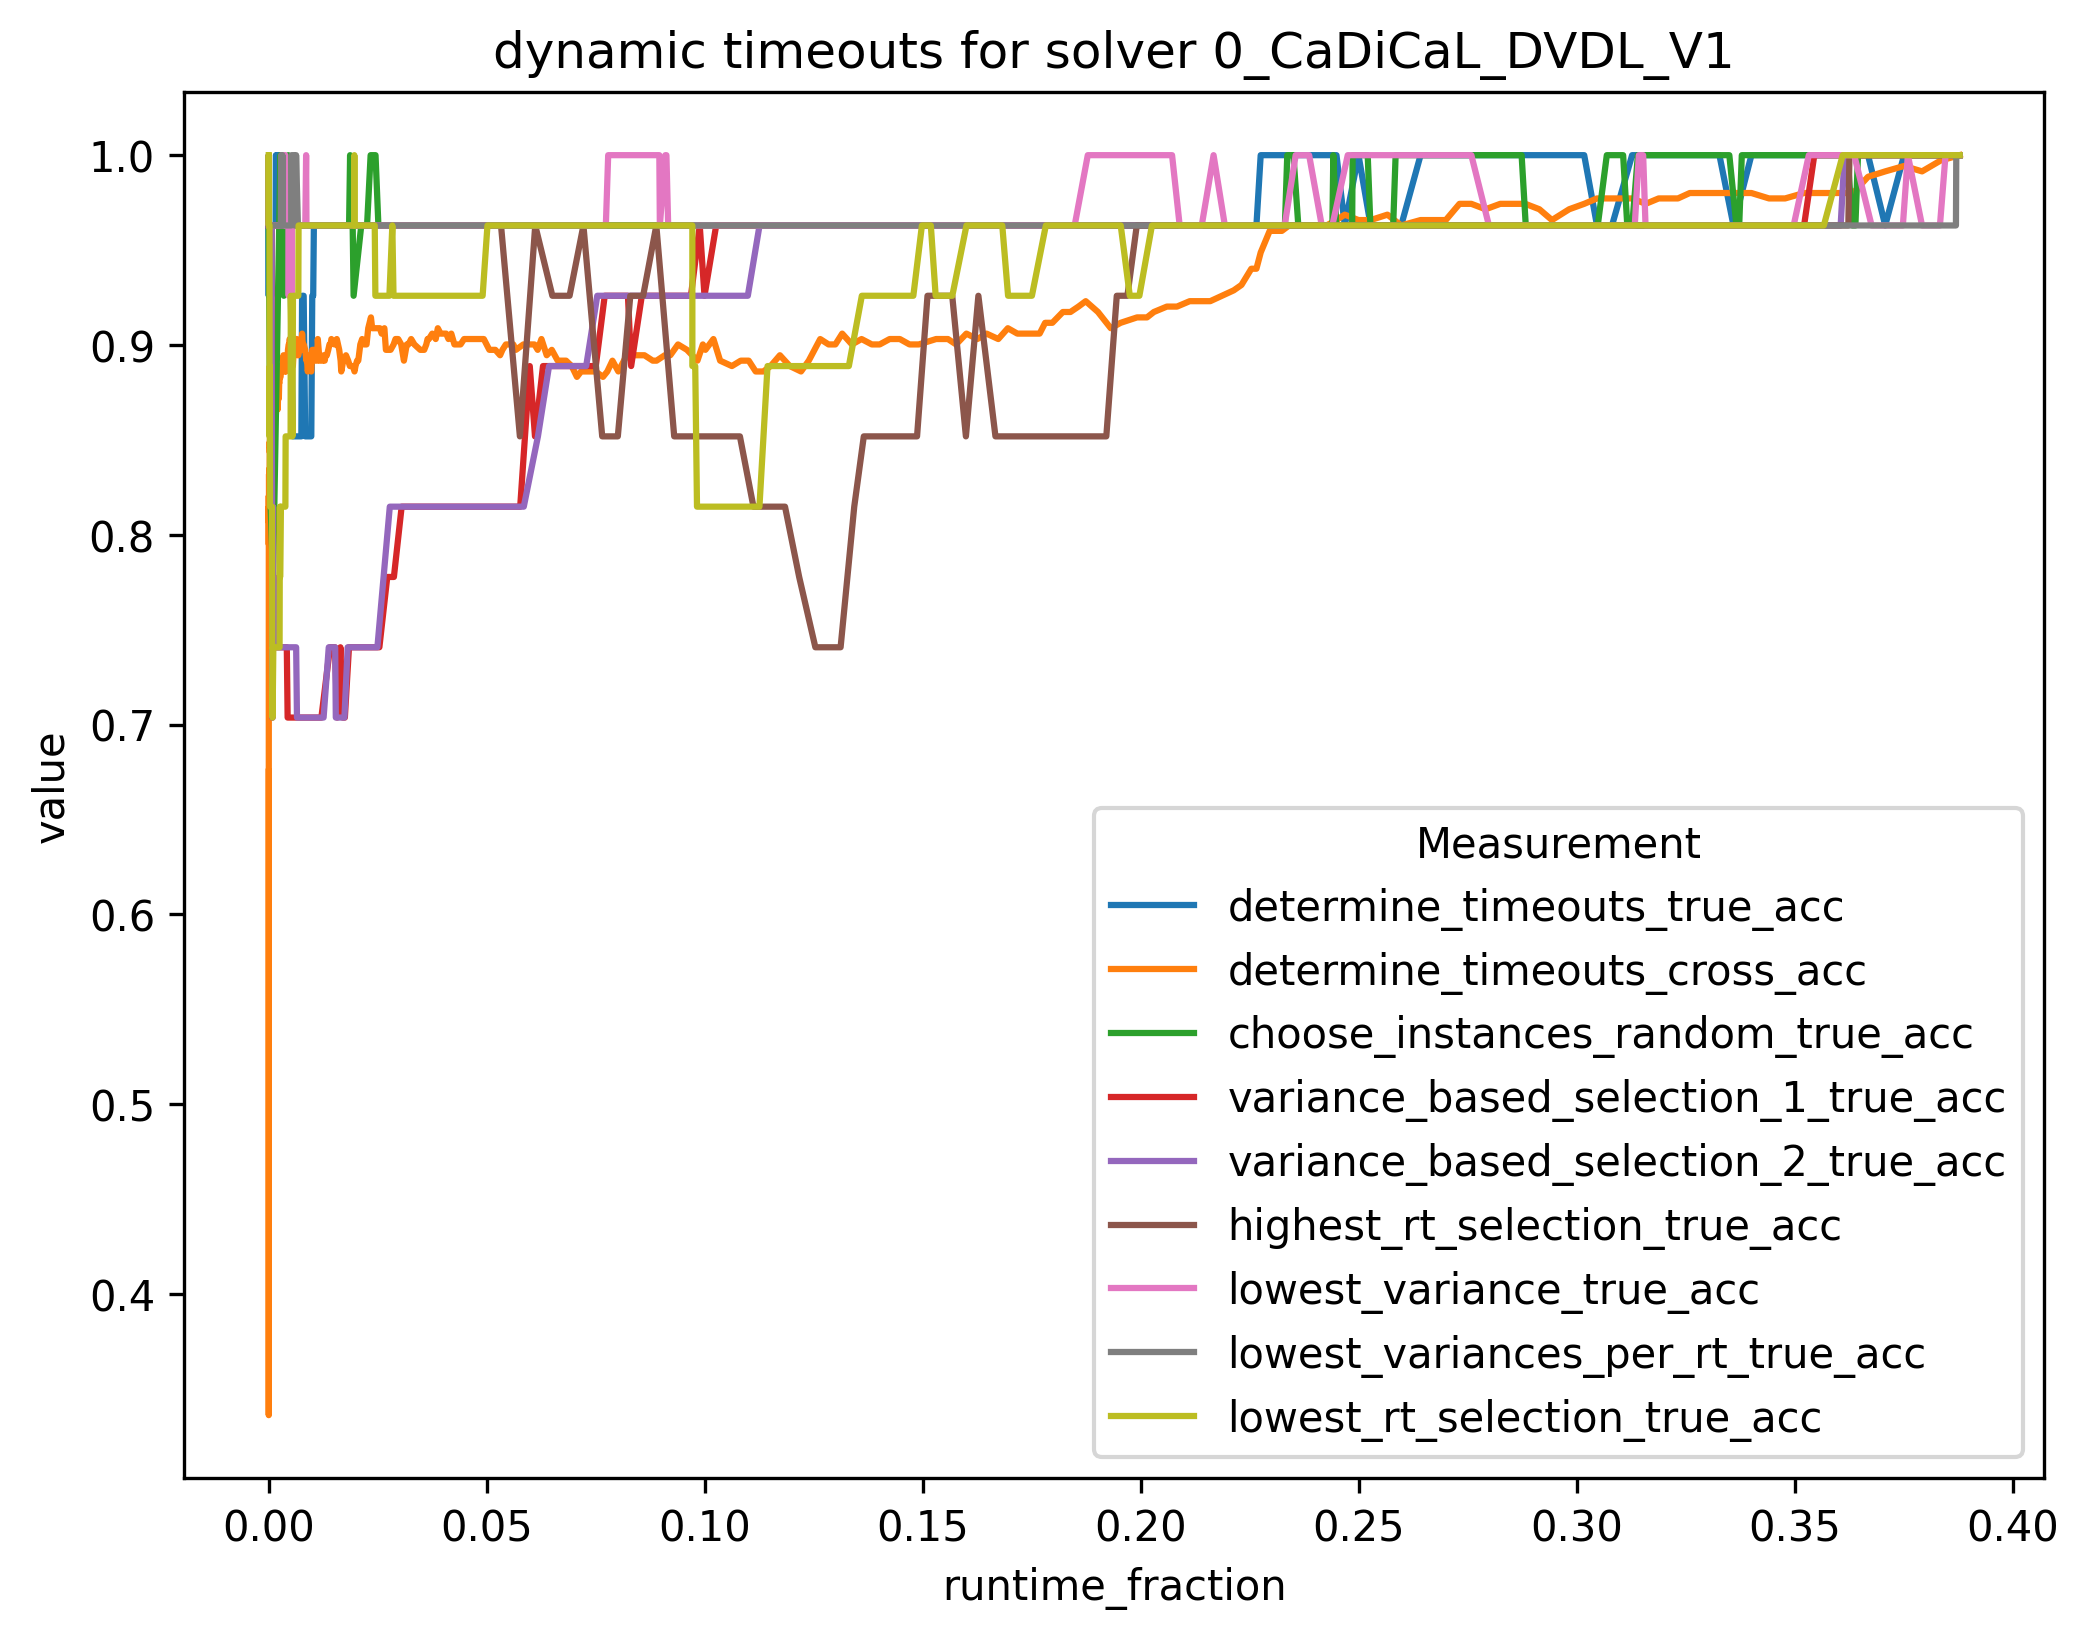 dynamic timeouts for solver 0_CaDiCaL_DVDL_V1
1.0
0.9
0.8
0.7
0.6
0.5
0.4
value
0.00 0.05 0.10 0.15 0.20 0.25 0.30 0.35 0.40
runtime_fraction
Measurement
determine_timeouts_true_acc
determine_timeouts_cross_acc
choose_instances_random_true_acc
variance_based_selection_1_true_acc
variance_based_selection_2_true_acc
highest_rt_selection_true_acc
lowest_variance_true_acc
lowest_variances_per_rt_true_acc
lowest_rt_selection_true_acc